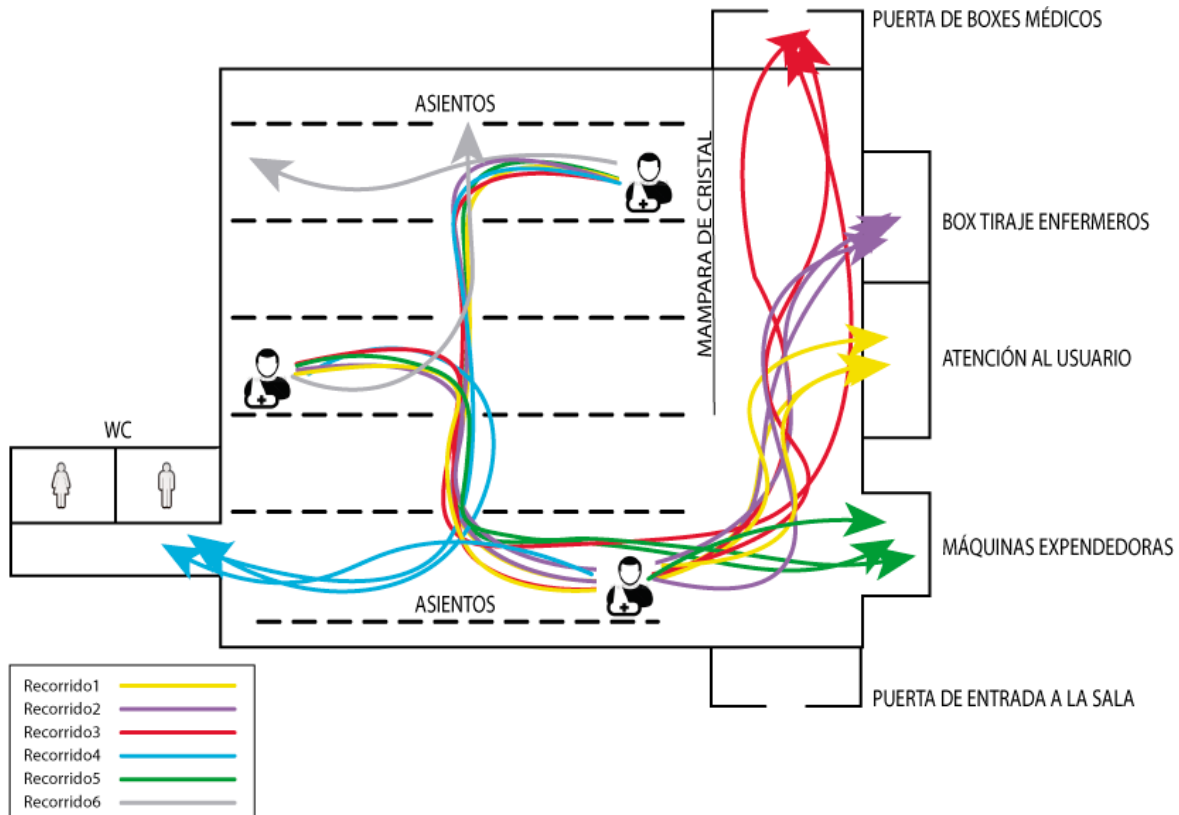 PUERTA DE BOXES MÉDICOS
ASIENTOS
MAMPARA DE CRISTAL
BOX TIRAJE ENFERMEROS
ATENCIÓN AL USUARIO
WC
MÁQUINAS EXPENDEDORAS
ASIENTOS
PUERTA DE ENTRADA A LA SALA
Recorrido1
Recorrido2
Recorrido3
Recorrido4
Recorrido5
Recorrido6